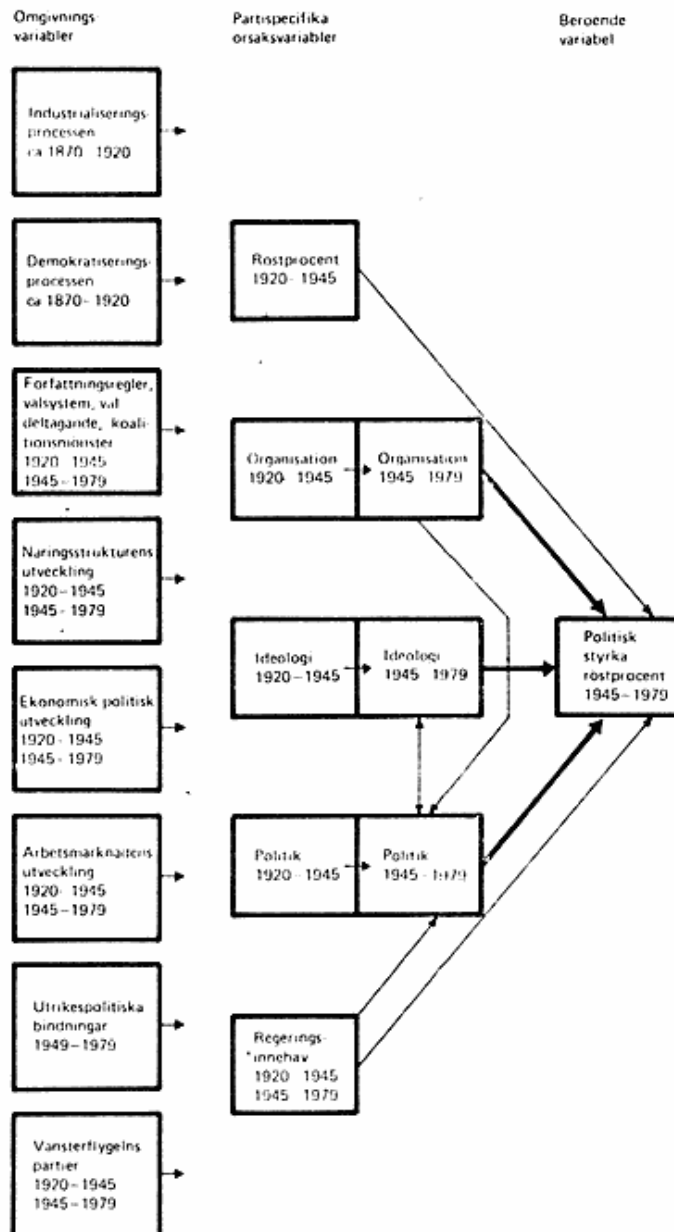 Omgivnings
variabler
Partispecifika
orsaksvariabler
Beroende
variabel
Industrialiserings-
processen
ca 1870 1920
Demokratiserings-
processen
ca 1870-1920
Forfattningsregler,
valsystem, val
deltagande, koali
tionsmonster
1920 1945
1945-1979
Naringsstrukturens
utveckling
1920-1945
1945-1979
Ekonomisk politisk
utveckling
1920-1945
1945-1979
Arbetsmarknadens
utveckling
1920-1945
1945-1979
Utrikespolitiska
bindningar
1949-1979
Vansterflygelns
partier
1920-1945
1945-1979
Rostprocent
1920-1945
Organisation
1920 1945
Organisation
1945 1979
Ideologi
1920-1945
Ideologi
1945 1979
Politik
1920-1945
Politik
1945-1979
Regerings-
innehav
1920 1945
1945 1979
Politisk
styrka
röstprocent
1945-1979